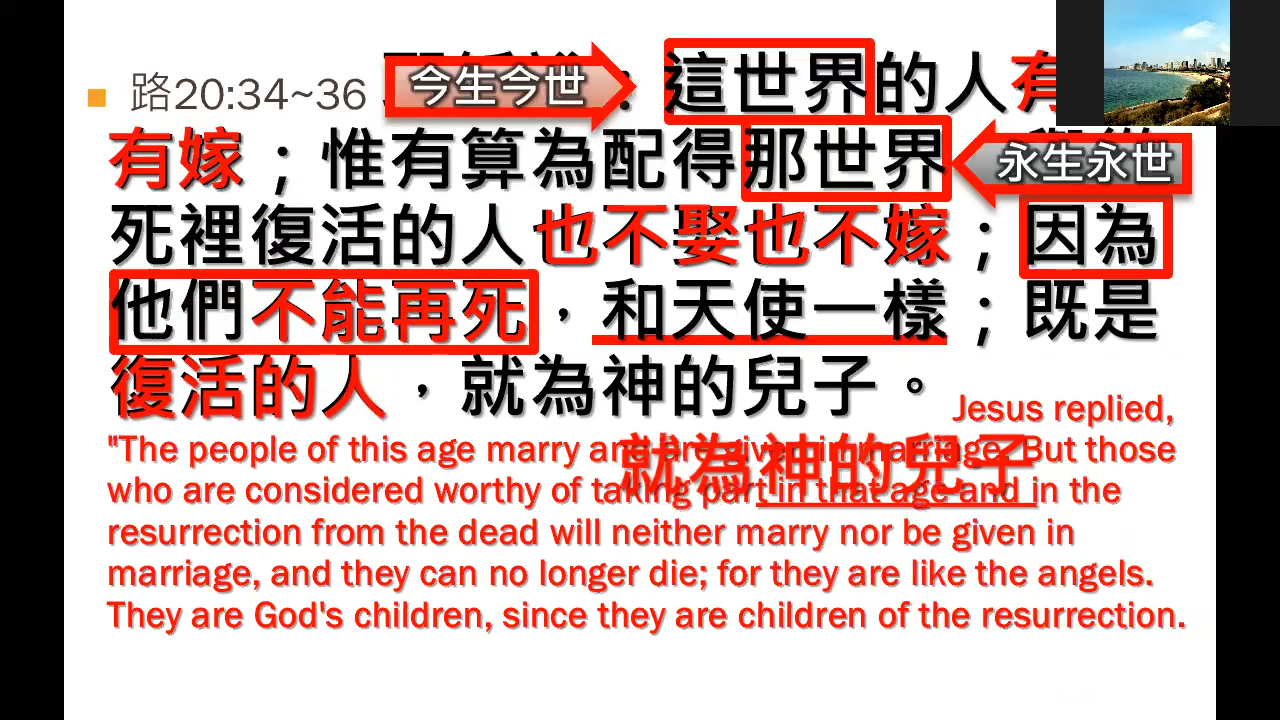 路20:34~36
今生今世
：這世界的人有
有嫁；惟有算為配得那世界
永生永世
死裡復活的人也不娶也不嫁；因為
他們不能再死，和天使一樣；既是
復活的人，就為神的兒子。
Jesus replied,
"The people of this age marry and are given in marriage. But those
就為神的兒子
who are considered worthy of taking part in that age and in the
resurrection from the dead will neither marry nor be given in
marriage, and they can no longer die; for they are like the angels.
They are God's children, since they are children of the resurrection.